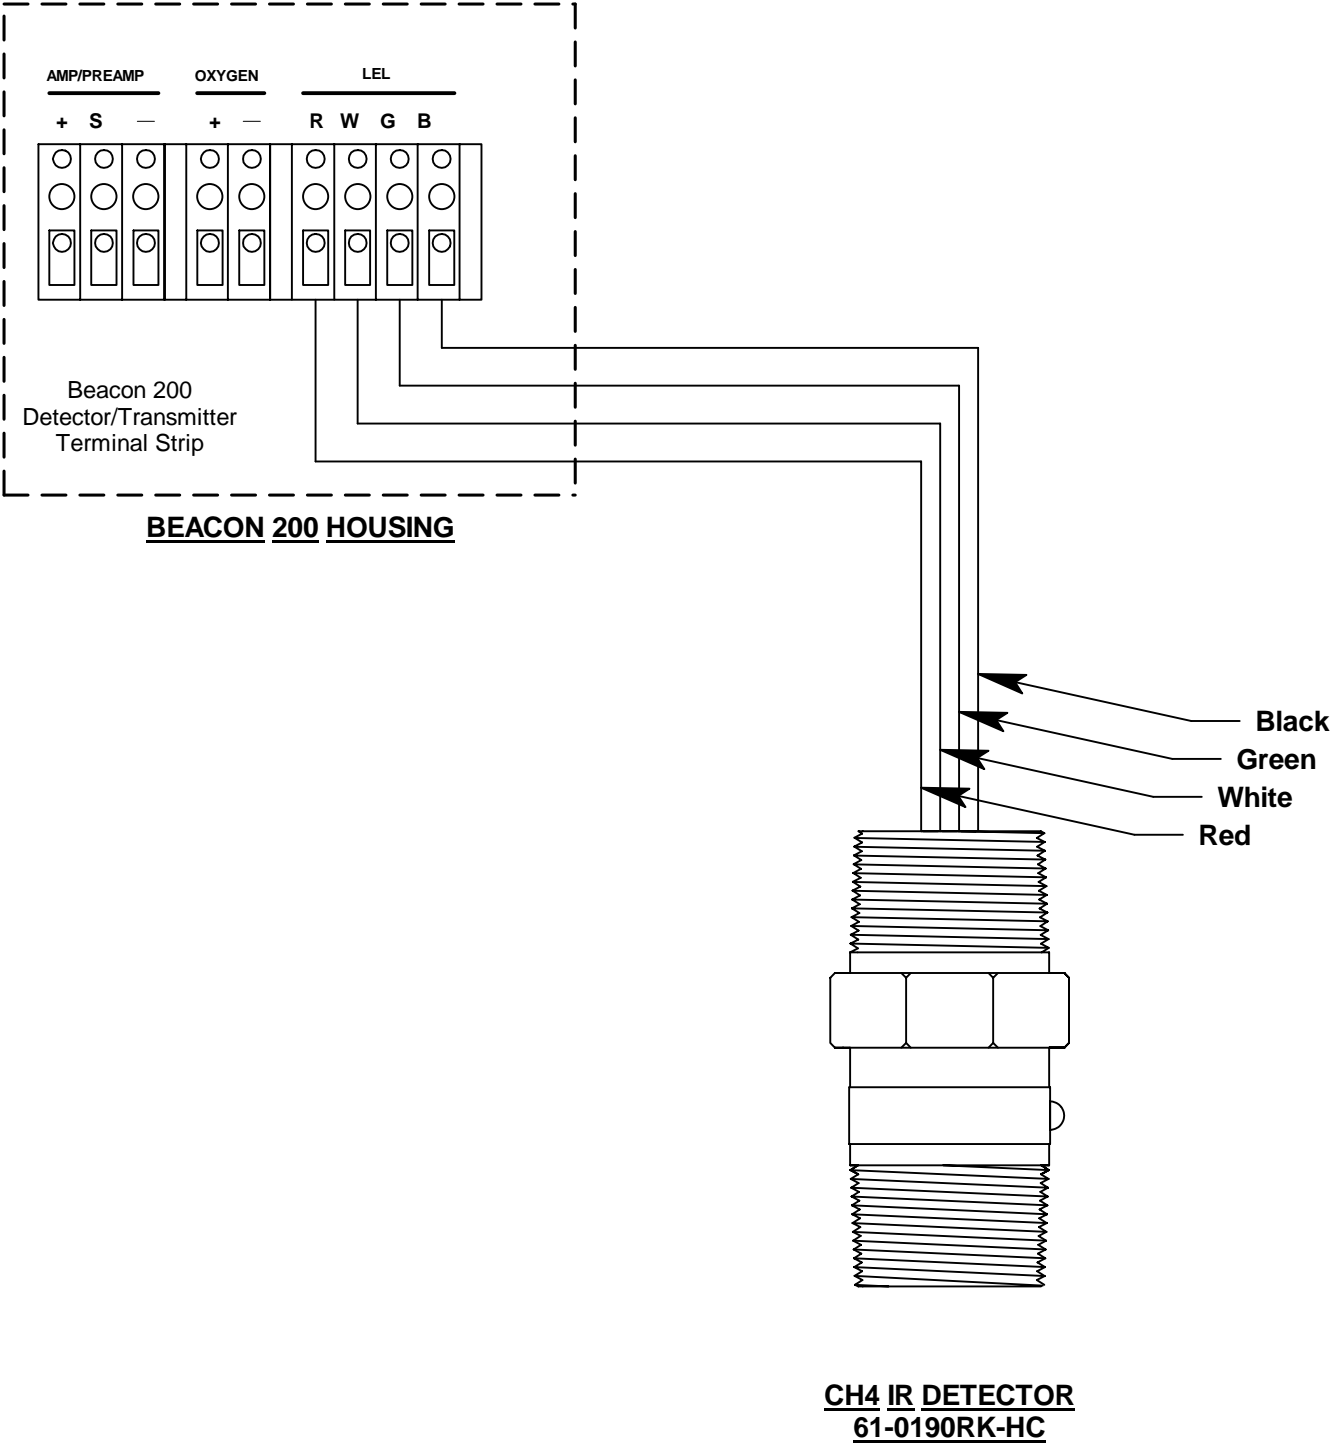 AMP/PREAMP OXYGEN LEL
+ S — + — R W G B
Beacon 200
Detector/Transmitter
Terminal Strip
BEACON 200 HOUSING
Black
Green
White
Red
CH4 IR DETECTOR
61-0190RK-HC